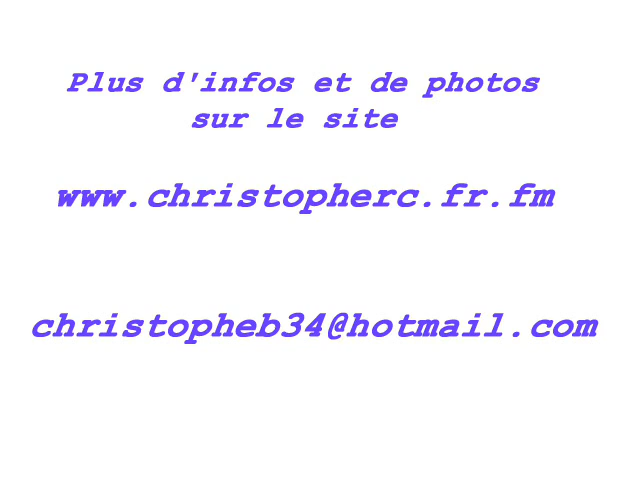 Plus d'infos et de photos
sur le site
www.christopherc.fr.fm
christopheb34@hotmail.com